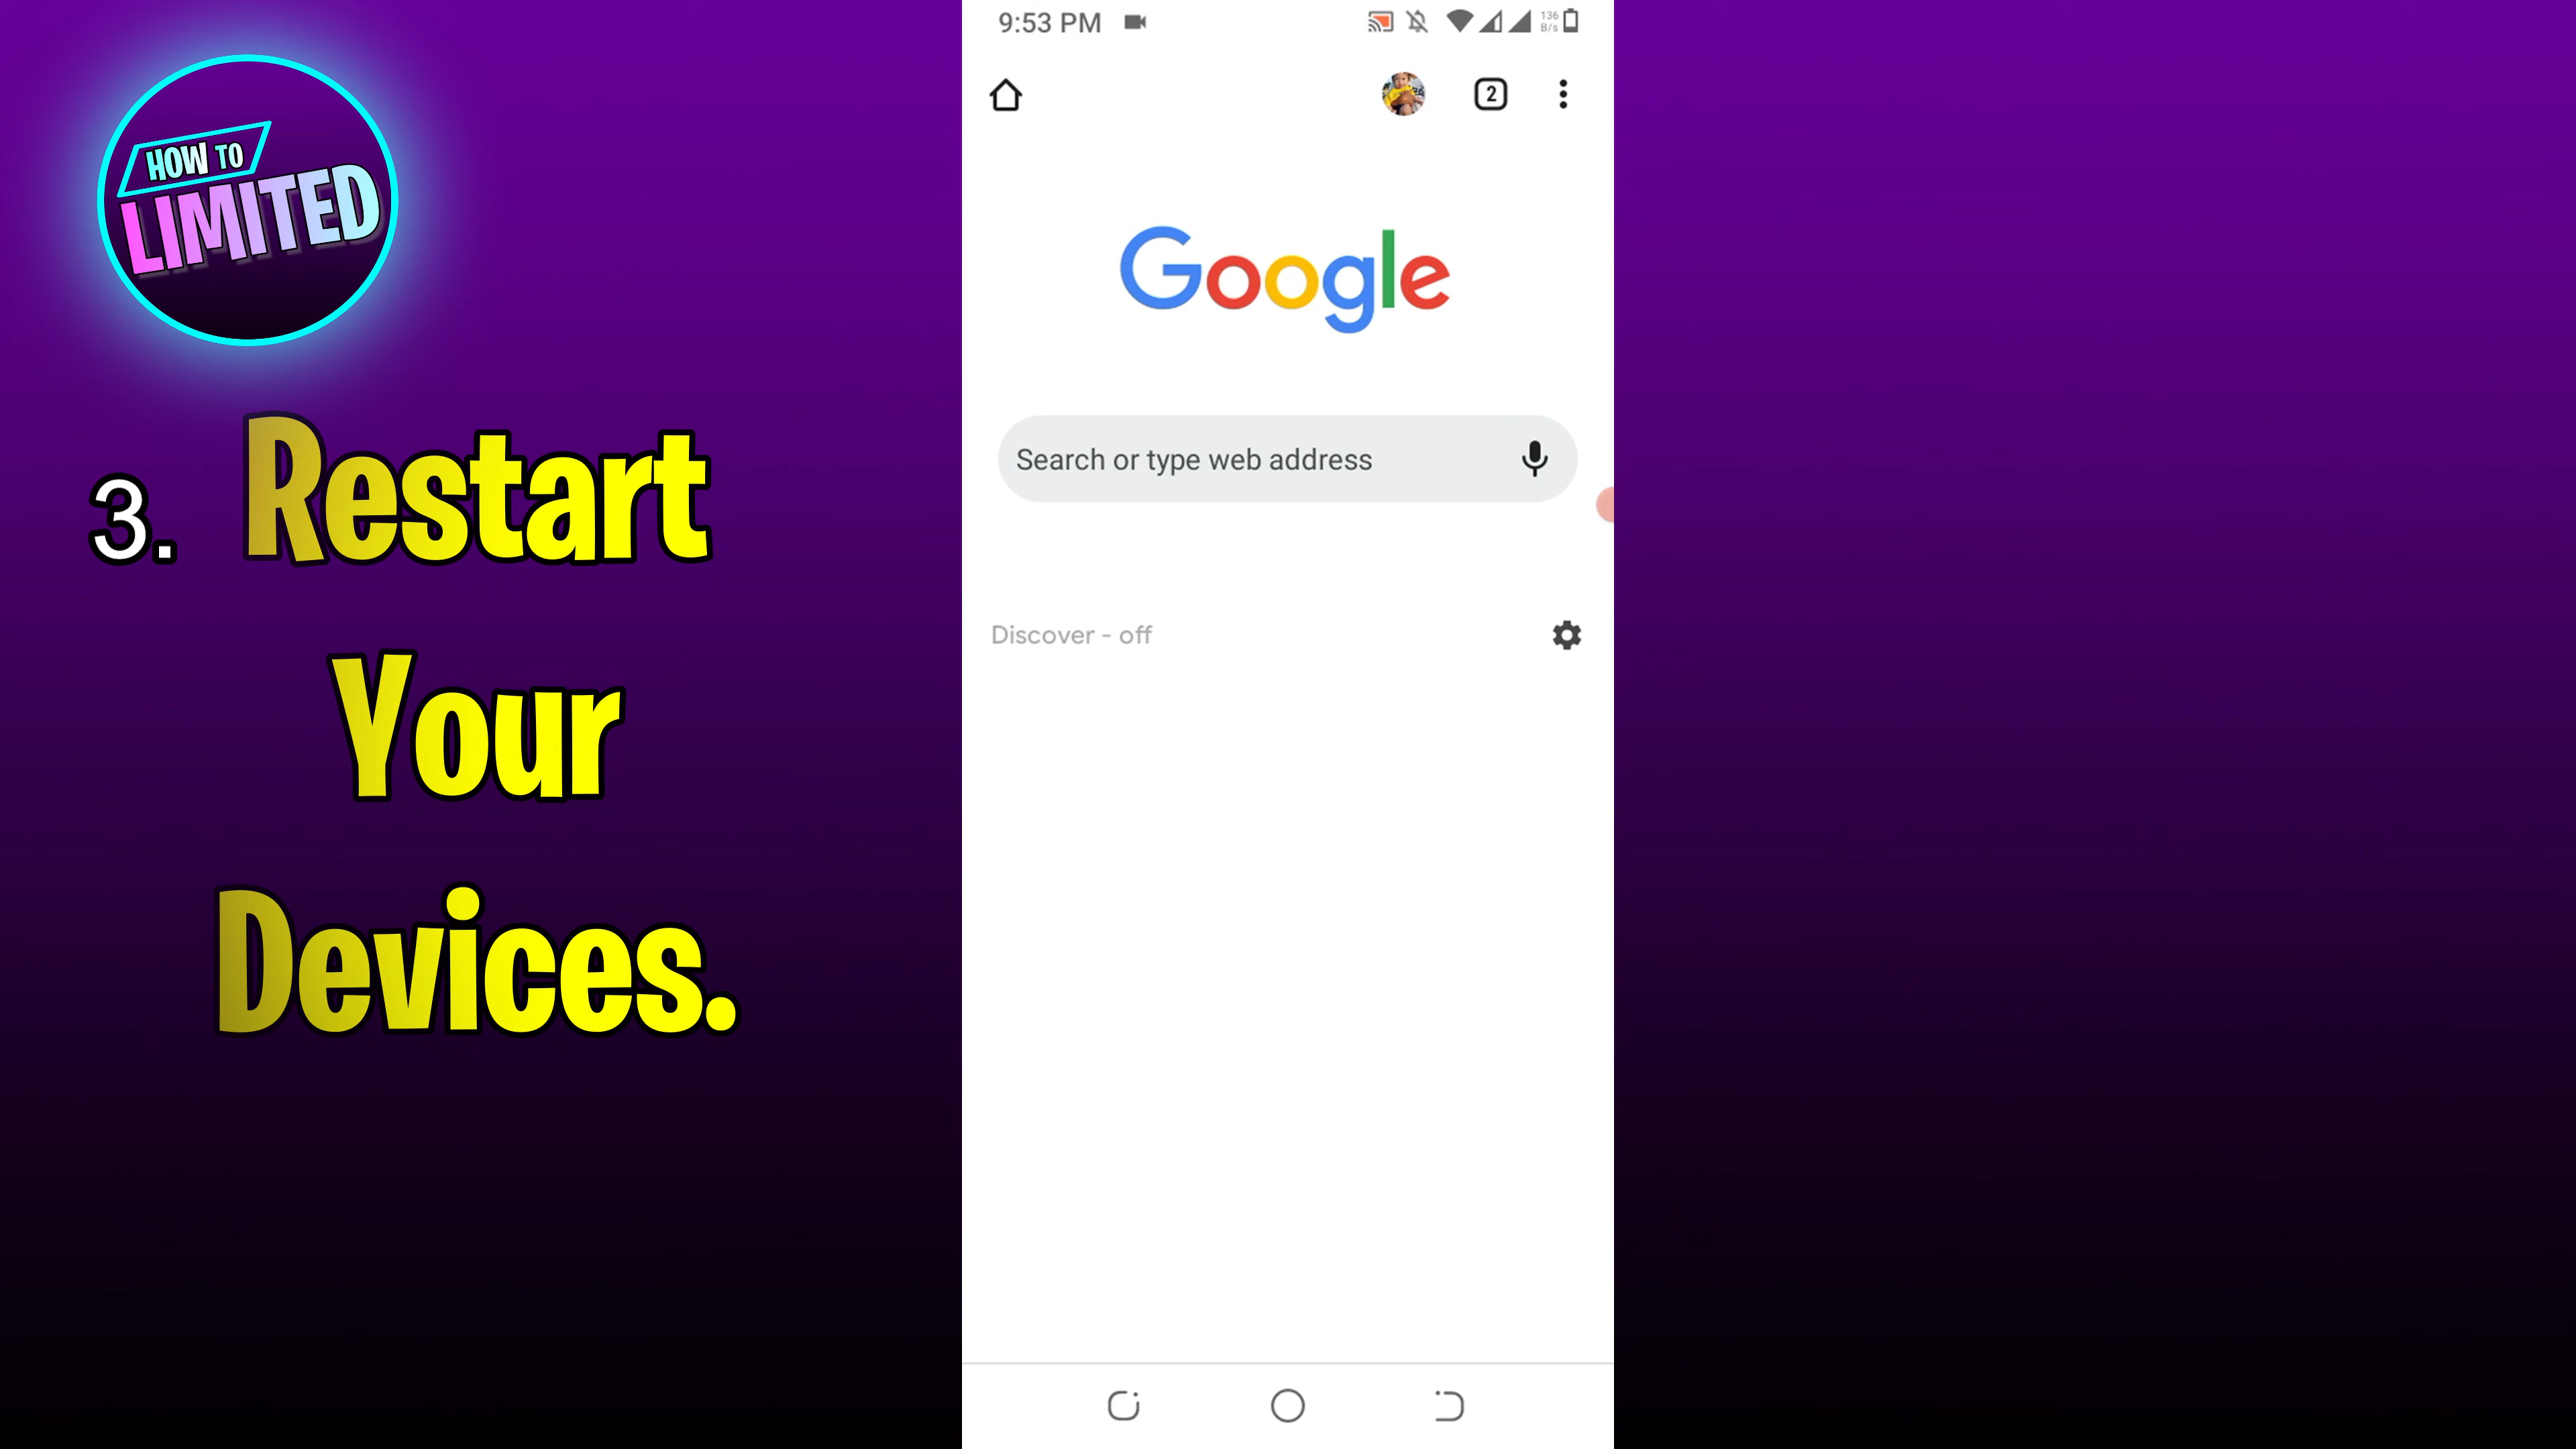 HOW TO
LIMITED
3. Restart
Your
Devices.
9:53 PM
136
B/s
2
Google
Search or type web address
Discover - off